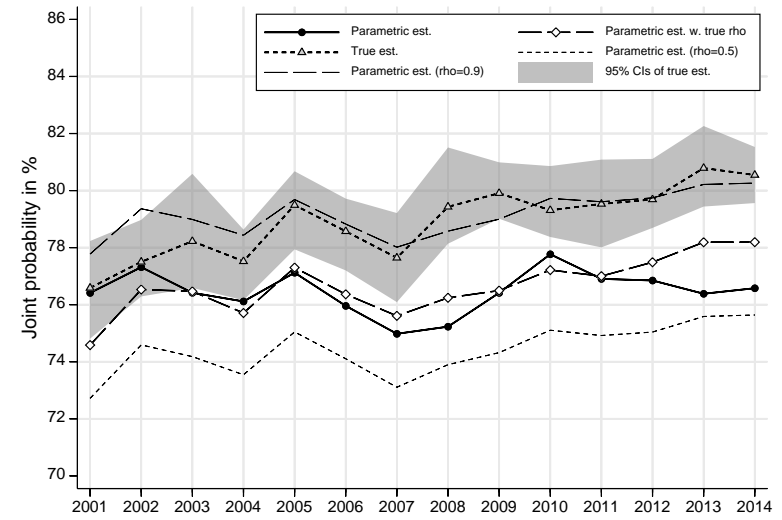 86
84
82
80
78
76
74
72
70
Joint probability in %
Parametric est.
True est.
Parametric est. (rho=0.9)
Parametric est. w. true rho
Parametric est. (rho=0.5)
95% CIs of true est.
2001 2002 2003 2004 2005 2006 2007 2008 2009 2010 2011 2012 2013 2014